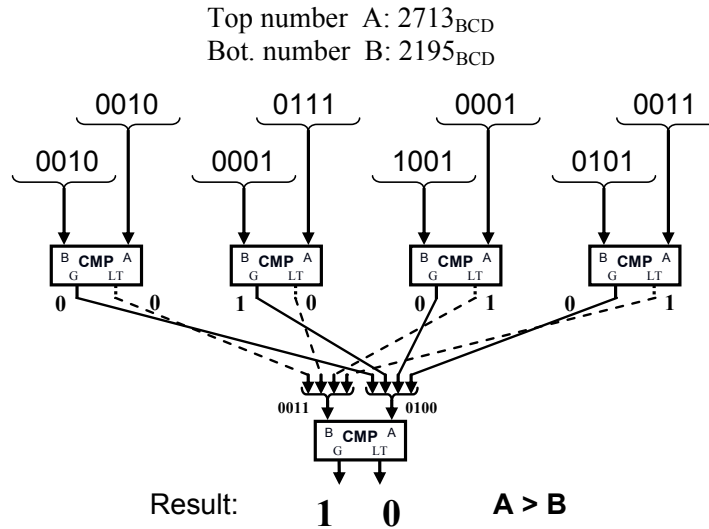 Top number A: 2713BCD
Bot. number B: 2195BCD
0010 0111 0001 0011
0010 0001 1001 0101
B CMP A B CMP A B CMP A B CMP A
G LT G LT G LT G LT
0 0 1 0 0 1 0 1
0011 0100
B CMP A
G LT
Result: 1 0 A > B